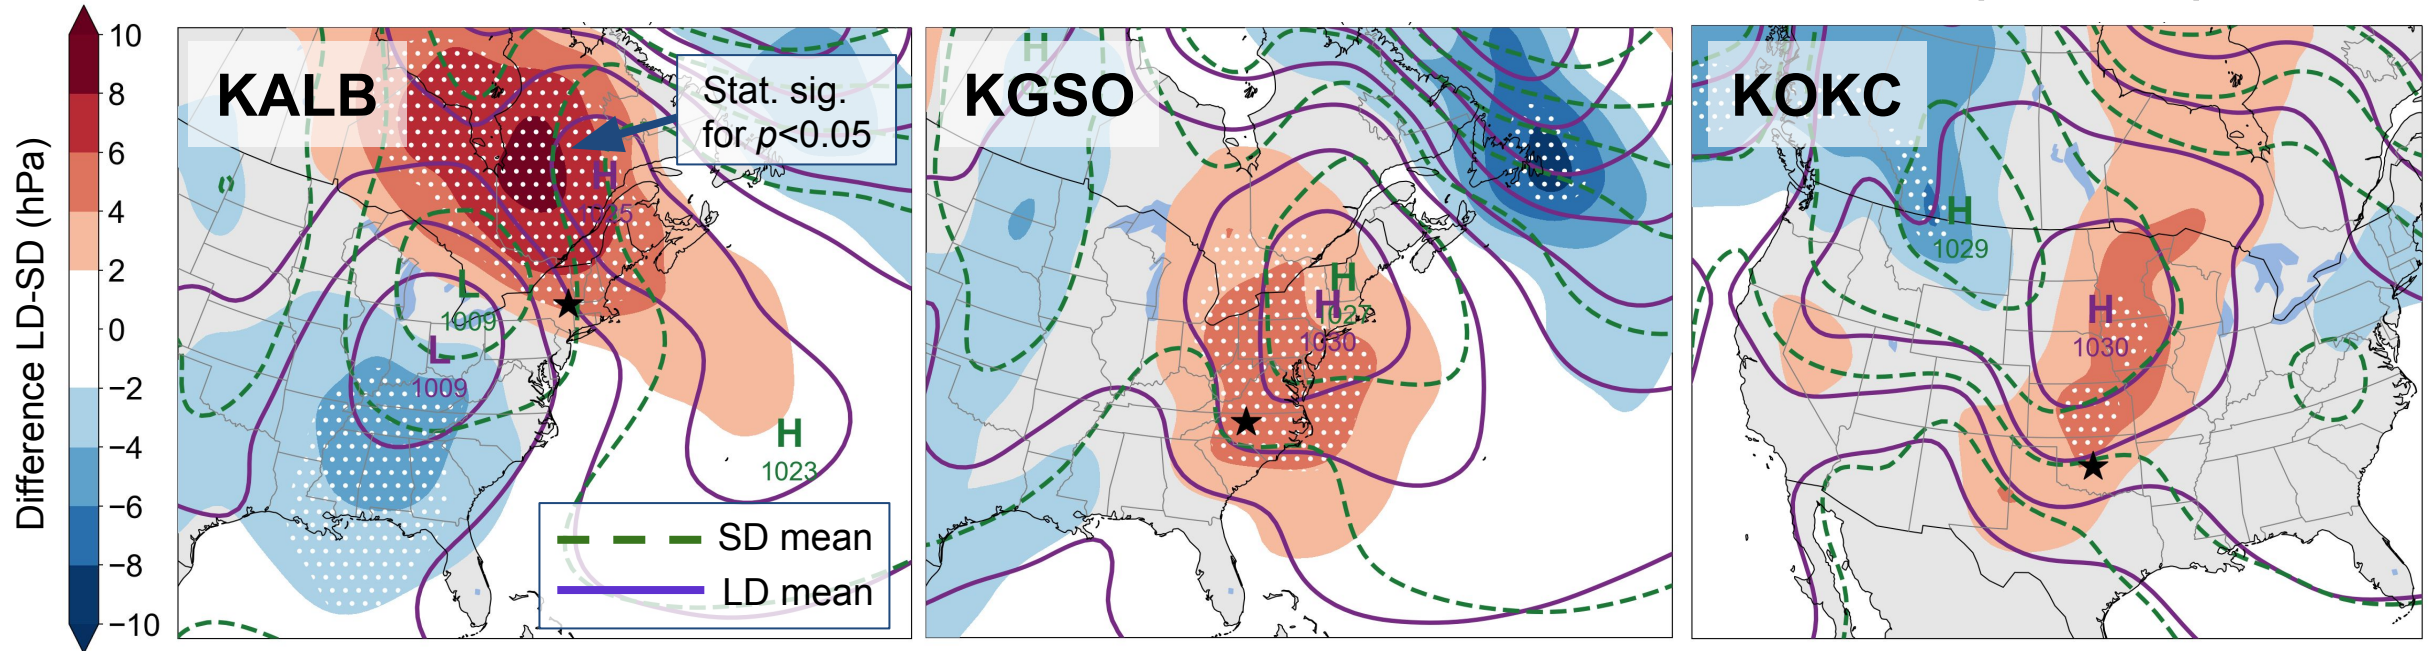 Difference LD-SD (hPa)
10
8
6
4
2
0
−2
−4
−6
−8
−10
KALB
Stat. sig.
for p<0.05
H
L
1009
L
1009
H
1023
SD mean
LD mean
KGSO
H
H
1027
H
1030
KOKC
H
1029
H
1030